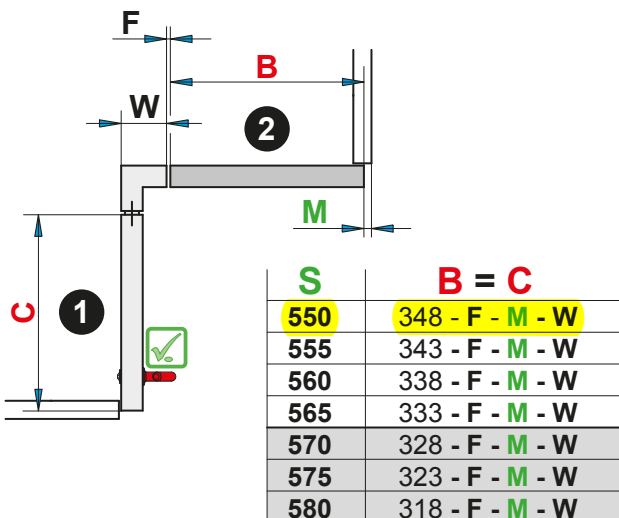 F
B
W
2
M
C
1
S B = C
550 348 - F - M - W
555 343 - F - M - W
560 338 - F - M - W
565 333 - F - M - W
570 328 - F - M - W
575 323 - F - M - W
580 318 - F - M - W